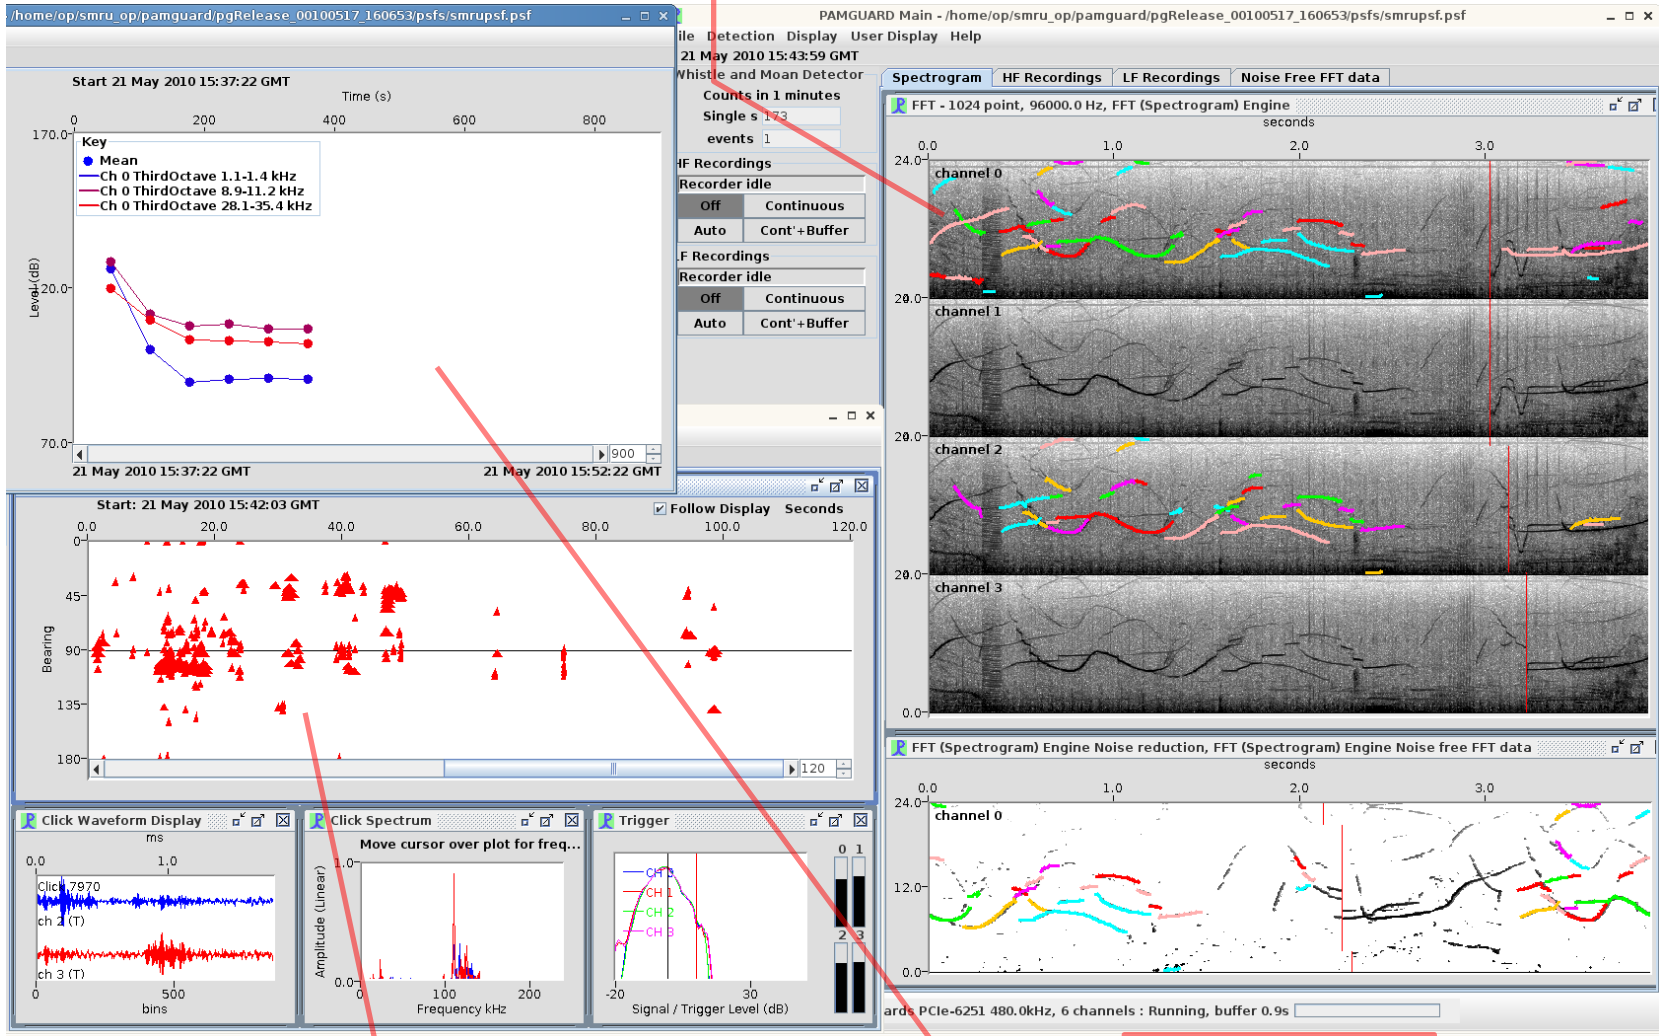 /home/op/smru_op/pamguard/pgRelease_00100517_160653/psfs/smrupsf.psf
Start 21 May 2010 15:37:22 GMT
Time (s)
0 200 400 600 800
170.0
Key
Mean
Ch 0 ThirdOctave 1.1-1.4 kHz
Ch 0 ThirdOctave 8.9-11.2 kHz
Ch 0 ThirdOctave 28.1-35.4 kHz
Level (dB)
120.0
70.0
900
21 May 2010 15:37:22 GMT 21 May 2010 15:52:22 GMT
PAMGUARD Main - /home/op/smru_op/pamguard/pgRelease_00100517_160653/psfs/smrupsf.psf
ile Detection Display User Display Help
21 May 2010 15:43:59 GMT
Whistle and Moan Detector
Counts in 1 minutes
Single s 173
events 1
HF Recordings
Recorder idle
Off Continuous
Auto Cont'+Buffer
LF Recordings
Recorder idle
Off Continuous
Auto Cont'+Buffer
Spectrogram HF Recordings LF Recordings Noise Free FFT data
FFT - 1024 point, 96000.0 Hz, FFT (Spectrogram) Engine
seconds
0.0 1.0 2.0 3.0
24.0
channel 0
channel 1
channel 2
channel 3
0.0
Start: 21 May 2010 15:42:03 GMT
Follow Display Seconds
0.0 20.0 40.0 60.0 80.0 100.0 120.0
0
45
Bearing
90
135
180
120
Click Waveform Display
ms
0.0 1.0
Click 7970
ch 2 (T)
ch 3 (T)
0 500
bins
Click Spectrum
Move cursor over plot for freq...
1.0
Amplitude (Linear)
0.0
0 100 200
Frequency kHz
Trigger
0 1
CH 0
CH 1
CH 2
CH 3
2 3
-20 30
Signal / Trigger Level (dB)
FFT (Spectrogram) Engine Noise reduction, FFT (Spectrogram) Engine Noise free FFT data
seconds
0.0 1.0 2.0 3.0
24.0
channel 0
12.0
0.0
ards PCIe-6251 480.0kHz, 6 channels : Running, buffer 0.9s